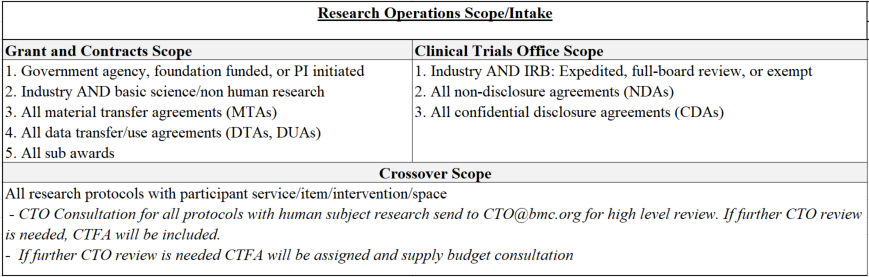 Research Operations Scope/Intake
Grant and Contracts Scope
1. Government agency, foundation funded, or PI initiated
2. Industry AND basic science/non human research
3. All material transfer agreements (MTAs)
4. All data transfer/use agreements (DTAs, DUAs)
5. All sub awards
Clinical Trials Office Scope
1. Industry AND IRB: Expedited, full-board review, or exempt
2. All non-disclosure agreements (NDAs)
3. All confidential disclosure agreements (CDAs)
Crossover Scope
All research protocols with participant service/item/intervention/space
- CTO Consultation for all protocols with human subject research send to CTO@bmc.org for high level review. If further CTO review
is needed, CTFA will be included.
- If further CTO review is needed CTFA will be assigned and supply budget consultation